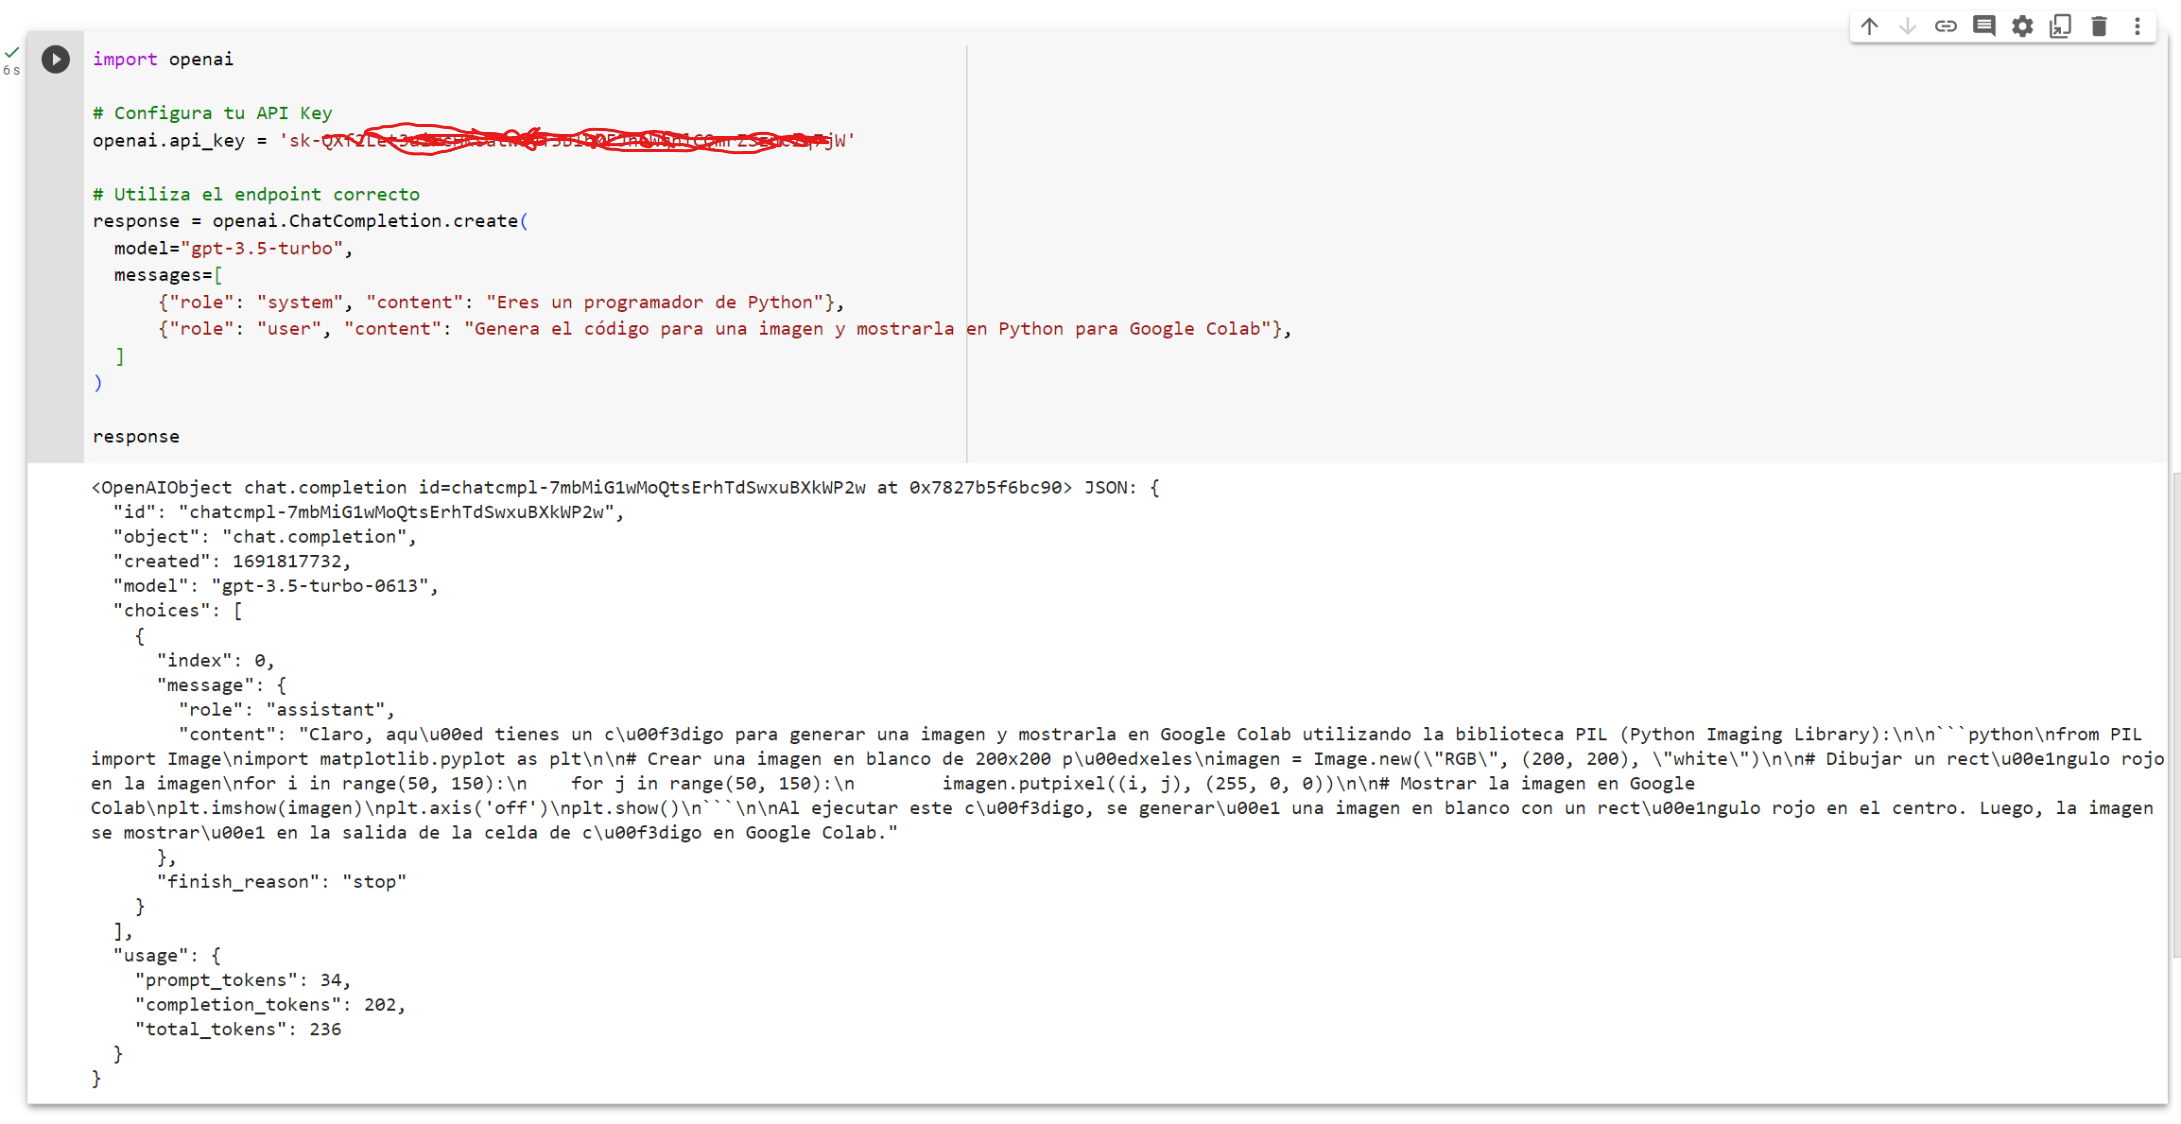 6 s
import openai
# Configura tu API Key
openai.api_key = 'sk-
# Utiliza el endpoint correcto
response = openai.ChatCompletion.create(
model="gpt-3.5-turbo",
messages=[
{"role": "system", "content": "Eres un programador de Python"},
{"role": "user", "content": "Genera el código para una imagen y mostrarla en Python para Google Colab"},
]
)
response
<OpenAIObject chat.completion id=chatcmpl-7mbMiG1wMoQtsErhTdSwxuBXkWP2w at 0x7827b5f6bc90> JSON: {
"id": "chatcmpl-7mbMiG1wMoQtsErhTdSwxuBXkWP2w",
"object": "chat.completion",
"created": 1691817732,
"model": "gpt-3.5-turbo-0613",
"choices": [
{
"index": 0,
"message": {
"role": "assistant",
"content": "Claro, aqu\u00ed tienes un c\u00f3digo para generar una imagen y mostrarla en Google Colab utilizando la biblioteca PIL (Python Imaging Library):\n\n```python\nfrom PIL
import Image\nimport matplotlib.pyplot as plt\n\n# Crear una imagen en blanco de 200x200 p\u00edxeles\nimagen = Image.new(\"RGB\", (200, 200), \"white\")\n\n# Dibujar un rect\u00e1ngulo rojo
en la imagen\nfor i in range(50, 150):\n    for j in range(50, 150):\n        imagen.putpixel((i, j), (255, 0, 0))\n\n# Mostrar la imagen en Google
Colab\nplt.imshow(imagen)\nplt.axis('off')\nplt.show()\n```\n\nAl ejecutar este c\u00f3digo, se generar\u00e1 una imagen en blanco con un rect\u00e1ngulo rojo en el centro. Luego, la imagen
se mostrar\u00e1 en la salida de la celda de c\u00f3digo en Google Colab."
},
"finish_reason": "stop"
}
],
"usage": {
"prompt_tokens": 34,
"completion_tokens": 202,
"total_tokens": 236
}
}